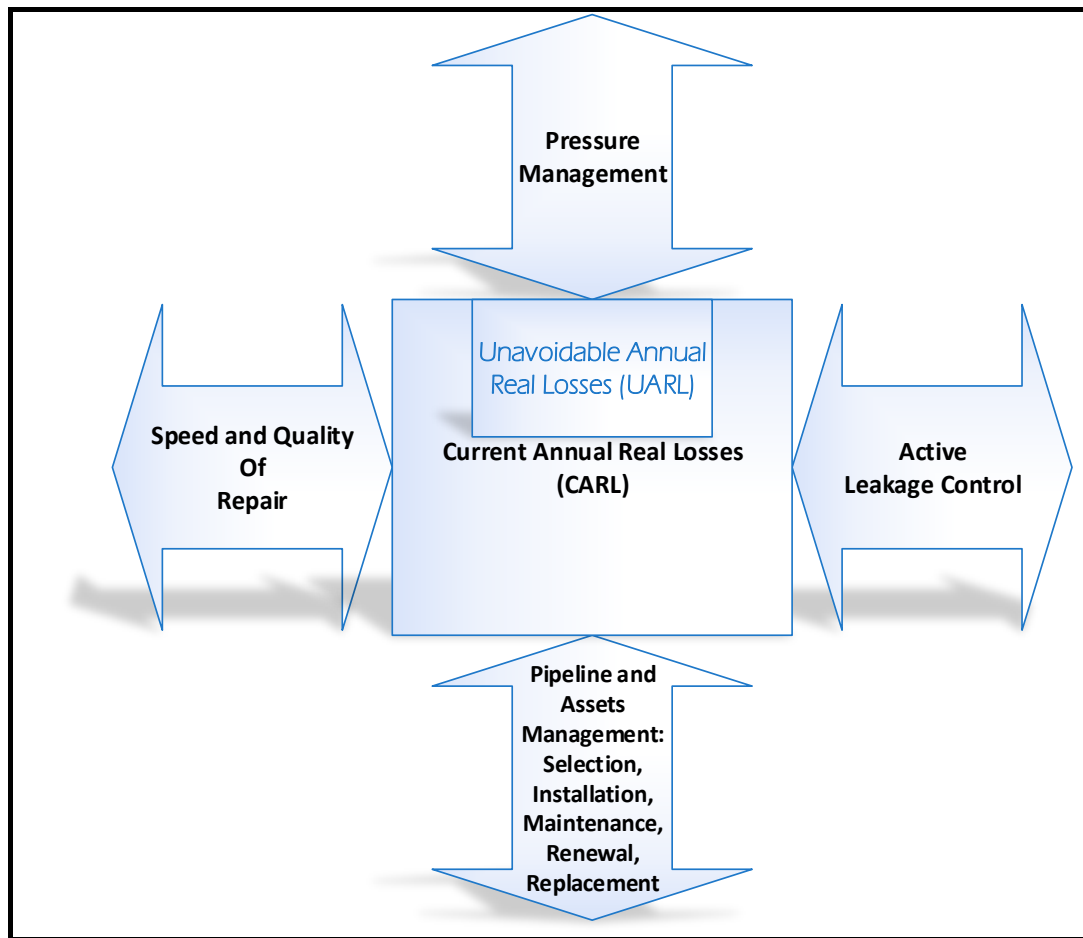 Pressure
Management
Unavoidable Annual
Real Losses (UARL)
Speed and Quality
Of
Repair
Current Annual Real Losses
(CARL)
Active
Leakage Control
Pipeline and
Assets
Management:
Selection,
Installation,
Maintenance,
Renewal,
Replacement